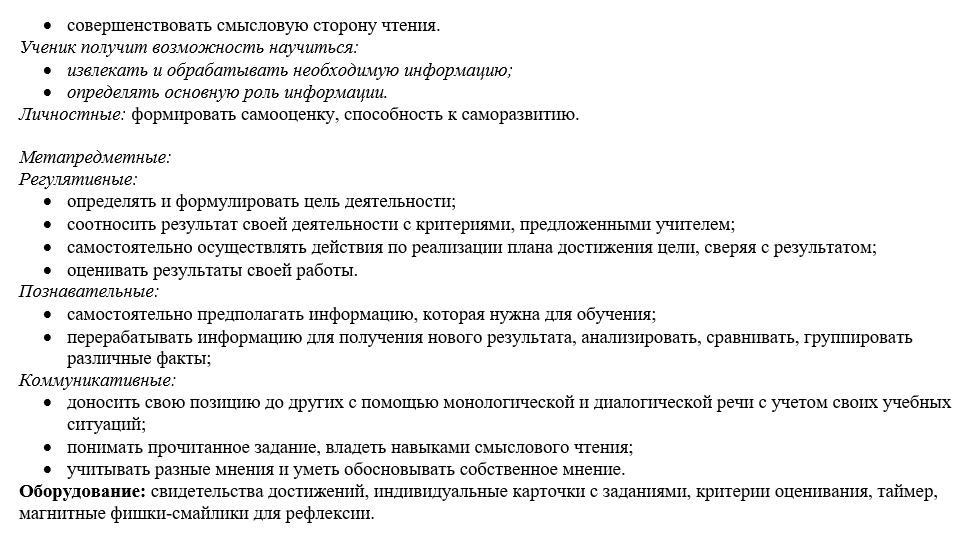 • совершенствовать смысловую сторону чтения.
Ученик получит возможность научиться:
• извлекать и обрабатывать необходимую информацию;
• определять основную роль информации.
Личностные: формировать самооценку, способность к саморазвитию.
Метапредметные:
Регулятивные:
• определять и формулировать цель деятельности;
• соотносить результат своей деятельности с критериями, предложенными учителем;
• самостоятельно осуществлять действия по реализации плана достижения цели, сверяя с результатом;
• оценивать результаты своей работы.
Познавательные:
• самостоятельно предполагать информацию, которая нужна для обучения;
• перерабатывать информацию для получения нового результата, анализировать, сравнивать, группировать
различные факты;
Коммуникативные:
• доносить свою позицию до других с помощью монологической и диалогической речи с учетом своих учебных
ситуаций;
• понимать прочитанное задание, владеть навыками смыслового чтения;
• учитывать разные мнения и уметь обосновывать собственное мнение.
Оборудование: свидетельства достижений, индивидуальные карточки с заданиями, критерии оценивания, таймер,
магнитные фишки-смайлики для рефлексии.